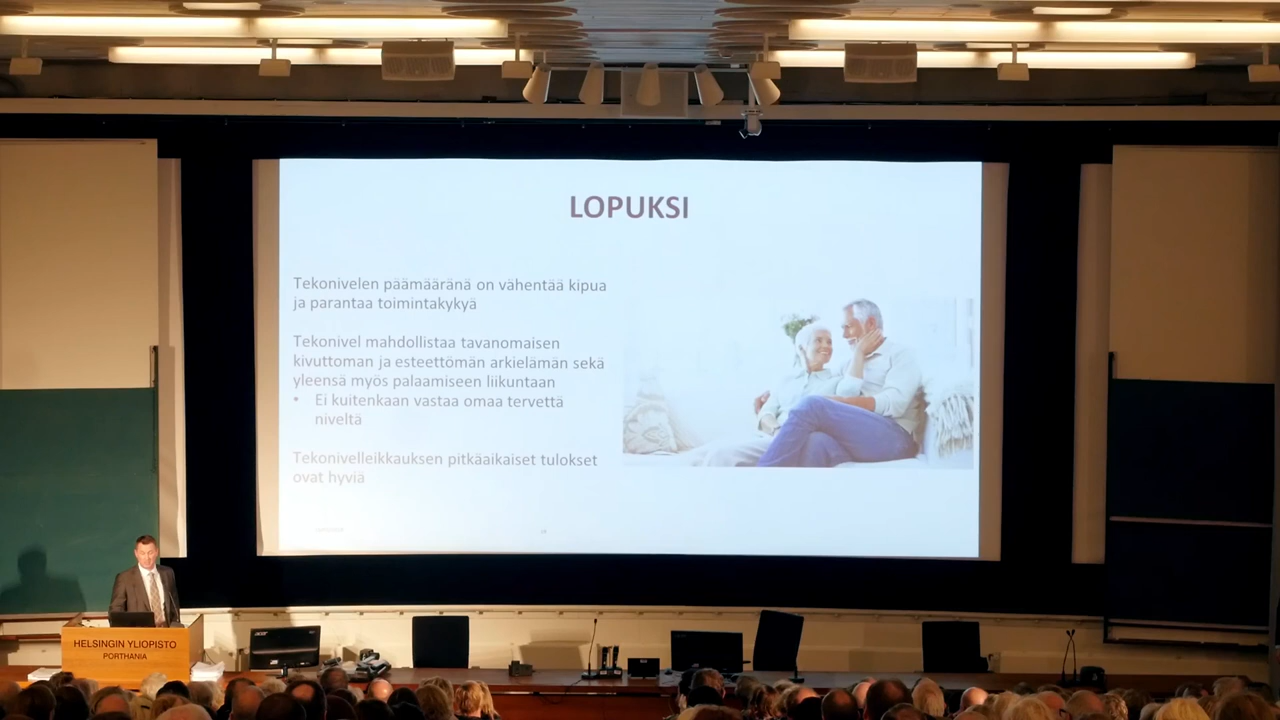 LOPUKSI
Tekonivelen päämääränä on vähentää kipua
ja parantaa toimintakykyä
Tekonivel mahdollistaa tavanomaisen
kivuttoman ja esteettömän arkielämän sekä
yleensä myös palaamiseen liikuntaan
• Ei kuitenkaan vastaa omaa tervettä
niveltä
Tekonivelleikkauksen pitkäaikaiset tulokset
ovat hyviä
HELSINGIN YLIOPISTO
PORTHANIA
acer